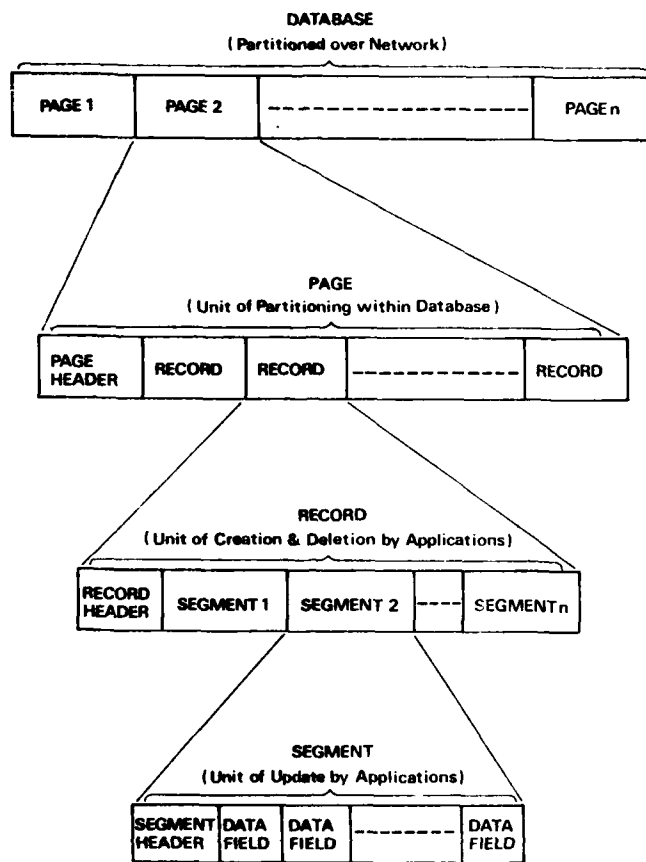 DATABASE
(Partitioned over Network)
PAGE 1 PAGE 2 PAGE n
PAGE
(Unit of Partitioning within Database)
PAGE HEADER RECORD RECORD RECORD
RECORD
(Unit of Creation & Deletion by Applications)
RECORD HEADER SEGMENT 1 SEGMENT 2 SEGMENT n
SEGMENT
(Unit of Update by Applications)
SEGMENT HEADER DATA FIELD DATA FIELD DATA FIELD